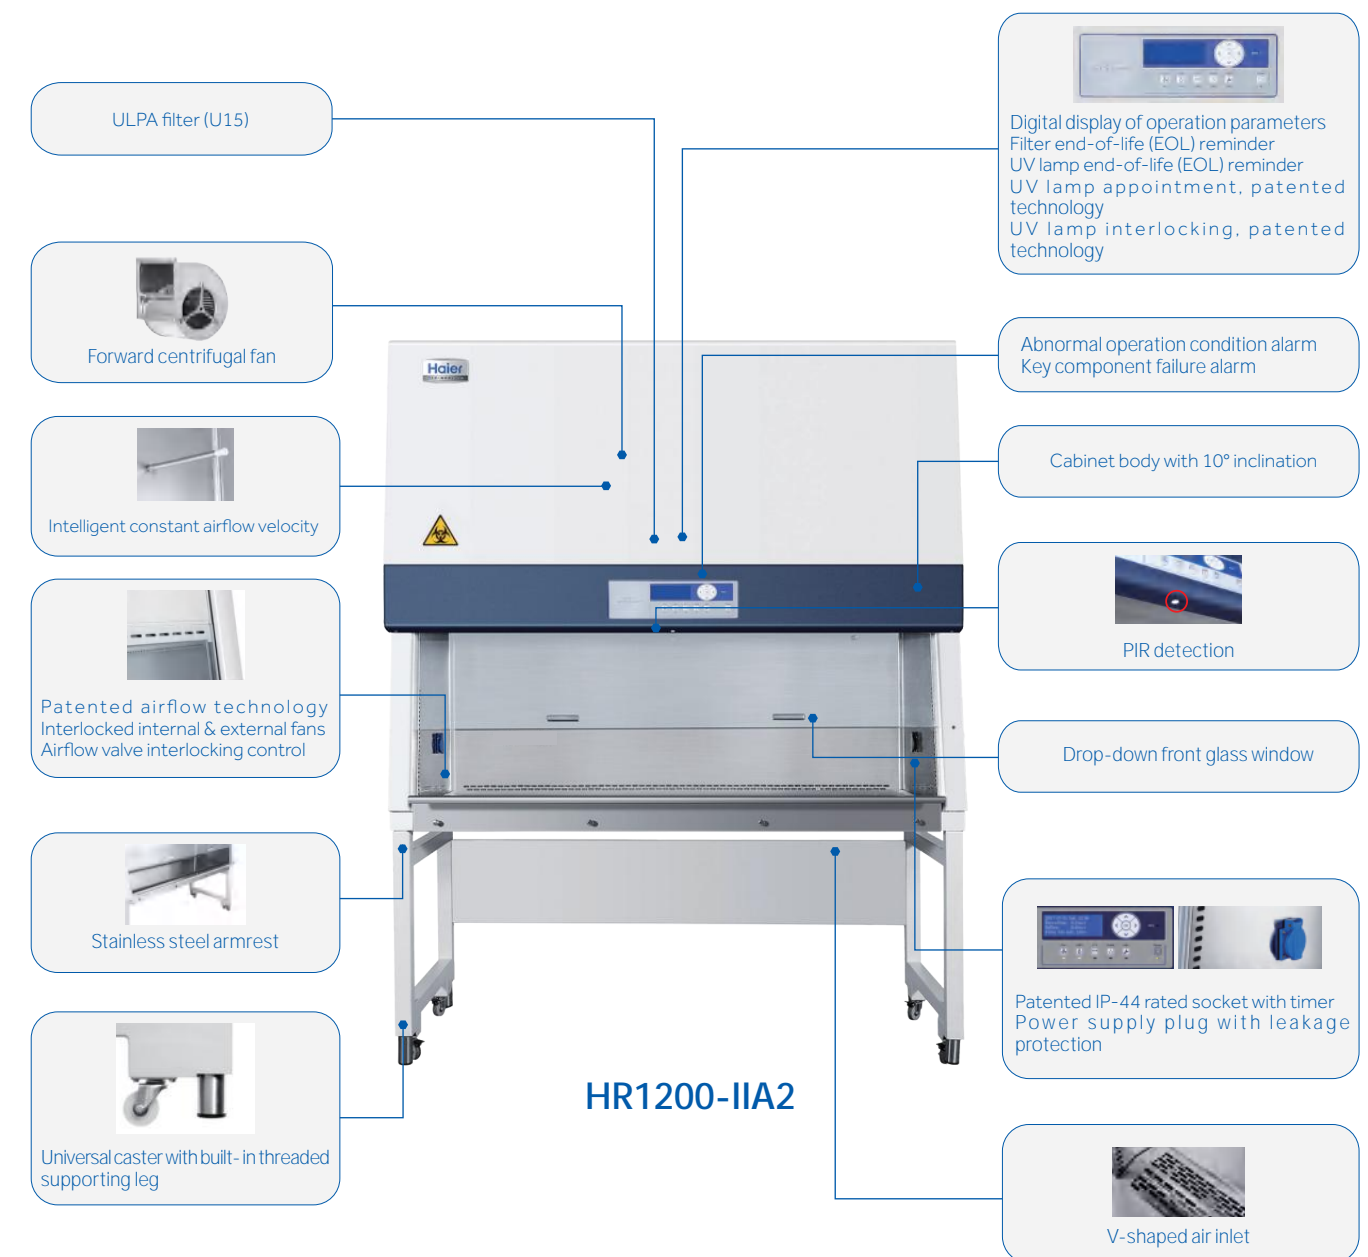 ULPA filter (U15)
Forward centrifugal fan
Intelligent constant airflow velocity
Patented airflow technology
Interlocked internal & external fans
Airflow valve interlocking control
Stainless steel armrest
Universal caster with built- in threaded
supporting leg
Haier
HR1200-IIA2
Digital display of operation parameters
Filter end-of-life (EOL) reminder
UV lamp end-of-life (EOL) reminder
UV lamp appointment, patented
technology
UV lamp interlocking, patented
technology
Abnormal operation condition alarm
Key component failure alarm
Cabinet body with 10° inclination
PIR detection
Drop-down front glass window
Patented IP-44 rated socket with timer
Power supply plug with leakage
protection
V-shaped air inlet